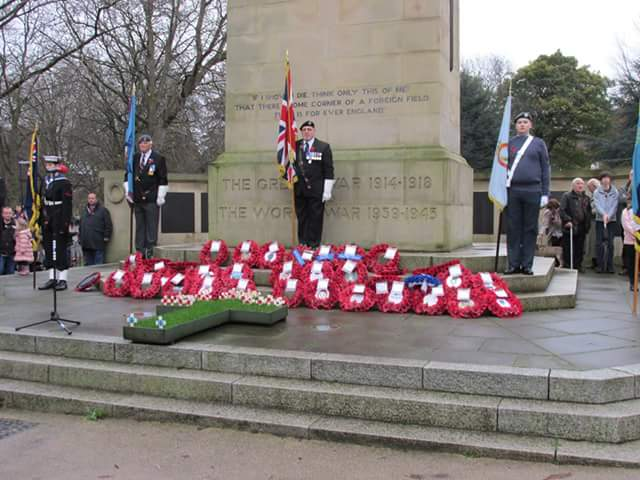 IF I SHOULD DIE, THINK ONLY THIS OF ME
THAT THERE'S SOME CORNER OF A FOREIGN FIELD
THAT IS FOR EVER ENGLAND
THE GREAT WAR 1914-1918
THE WORLD WAR 1939-1945